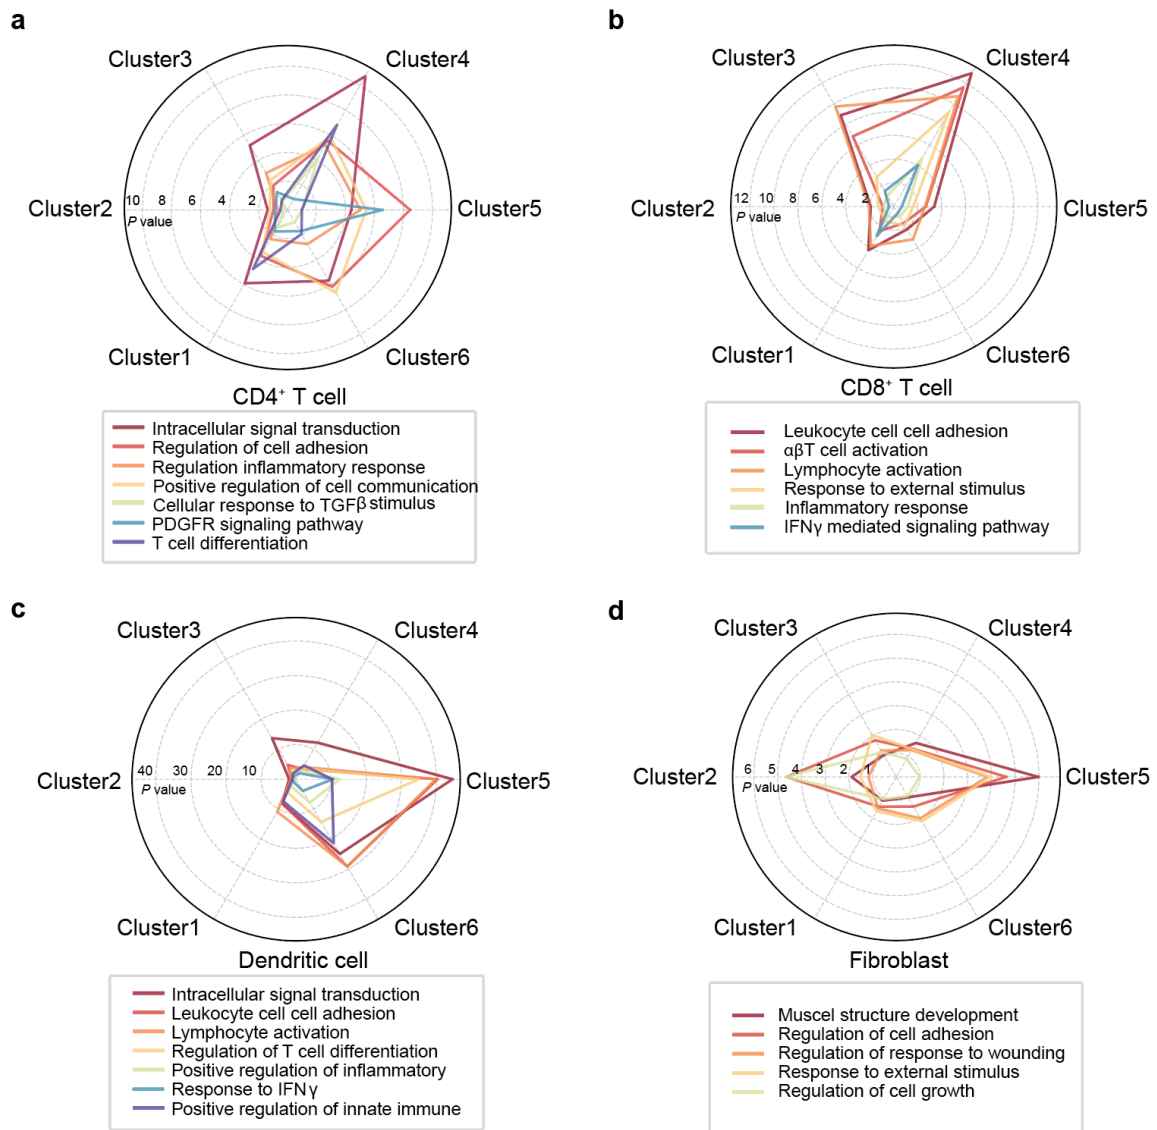 a
Cluster3
Cluster4
Cluster2
10 8 6 4 2
P value
Cluster5
Cluster1
Cluster6
CD4⁺ T cell
Intracellular signal transduction
Regulation of cell adhesion
Regulation inflammatory response
Positive regulation of cell communication
Cellular response to TGFβ stimulus
PDGFR signaling pathway
T cell differentiation
b
Cluster3
Cluster4
Cluster2
12 10 8 6 4 2
P value
Cluster5
Cluster1
Cluster6
CD8⁺ T cell
Leukocyte cell cell adhesion
αβT cell activation
Lymphocyte activation
Response to external stimulus
Inflammatory response
IFNγ mediated signaling pathway
c
Cluster3
Cluster4
Cluster2
40 30 20 10
P value
Cluster5
Cluster1
Cluster6
Dendritic cell
Intracellular signal transduction
Leukocyte cell cell adhesion
Lymphocyte activation
Regulation of T cell differentiation
Positive regulation of inflammatory
Response to IFNγ
Positive regulation of innate immune
d
Cluster3
Cluster4
Cluster2
6 5 4 3 2 1
P value
Cluster5
Cluster1
Cluster6
Fibroblast
Muscel structure development
Regulation of cell adhesion
Regulation of response to wounding
Response to external stimulus
Regulation of cell growth